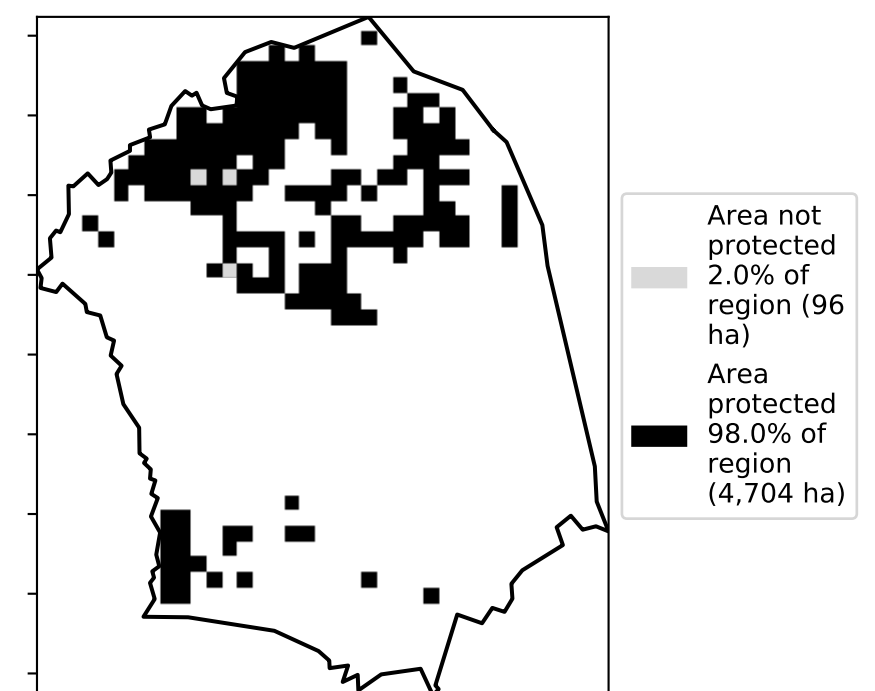 Area not
protected
2.0% of
region (96
ha)
Area
protected
98.0% of
region
(4,704 ha)